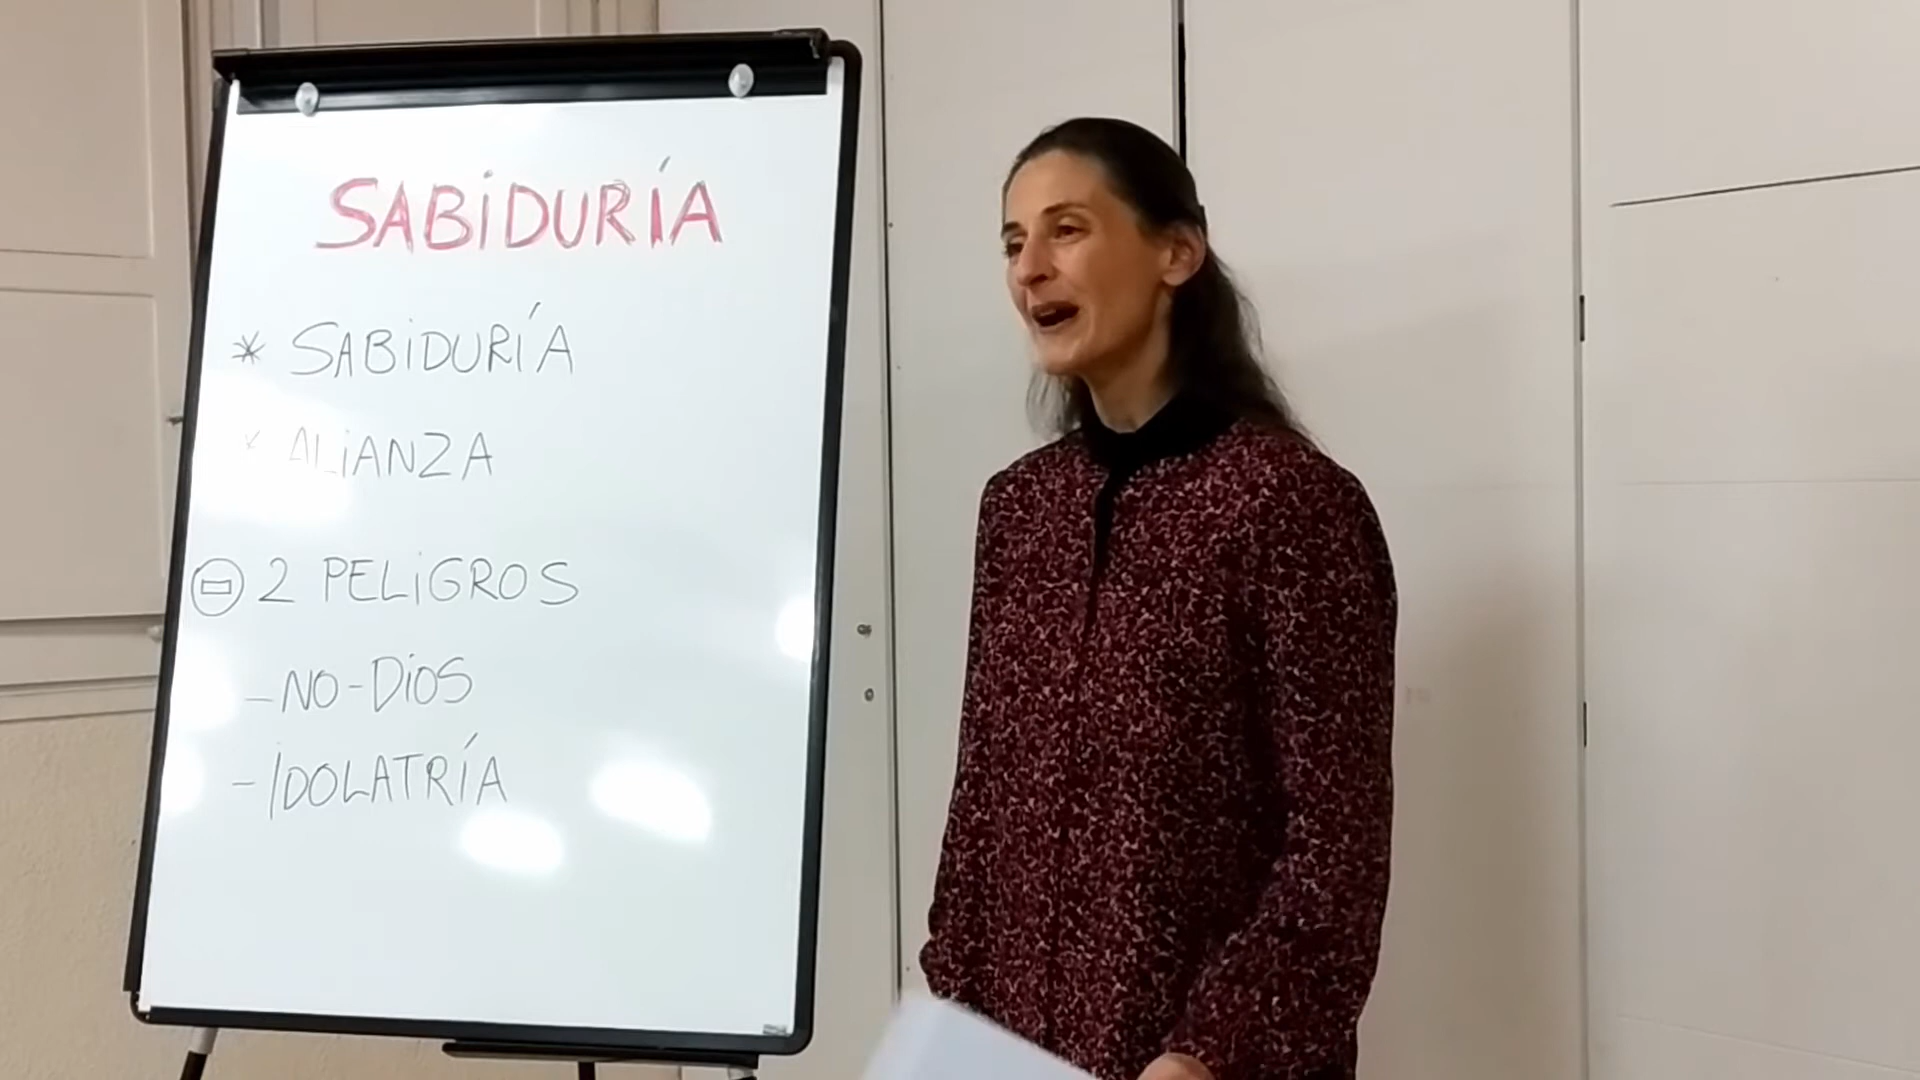 SABiDURÍA
* SABiDURÍA
* ALiANZA
⊖ 2 PELiGROS
- NO-DiOS
- IDOLATRÍA